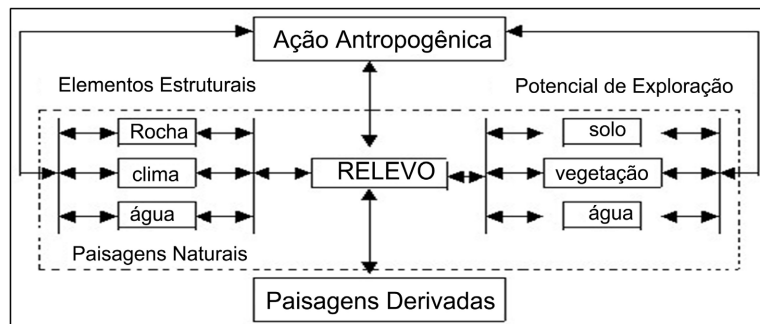 Ação Antropogênica
Elementos Estruturais
Potencial de Exploração
Rocha
solo
clima
RELEVO
vegetação
água
água
Paisagens Naturais
Paisagens Derivadas